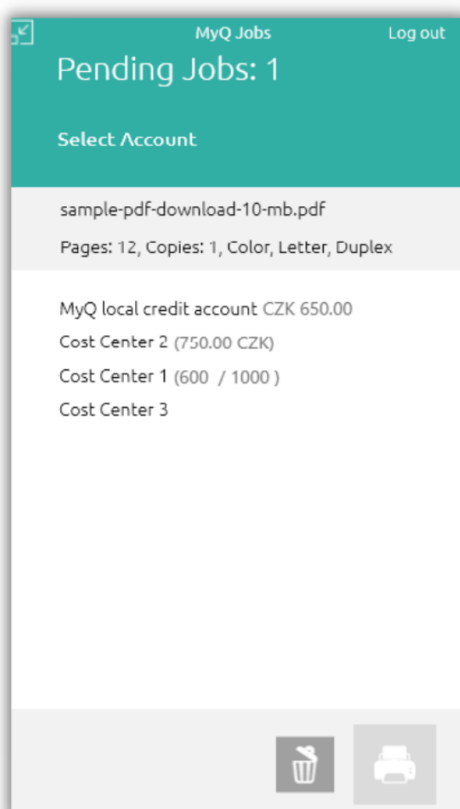 MyQ Jobs
Log out
Pending Jobs: 1
Select Account
sample-pdf-download-10-mb.pdf
Pages: 12, Copies: 1, Color, Letter, Duplex
MyQ local credit account CZK 650.00
Cost Center 2 (750.00 CZK)
Cost Center 1 (600 / 1000 )
Cost Center 3